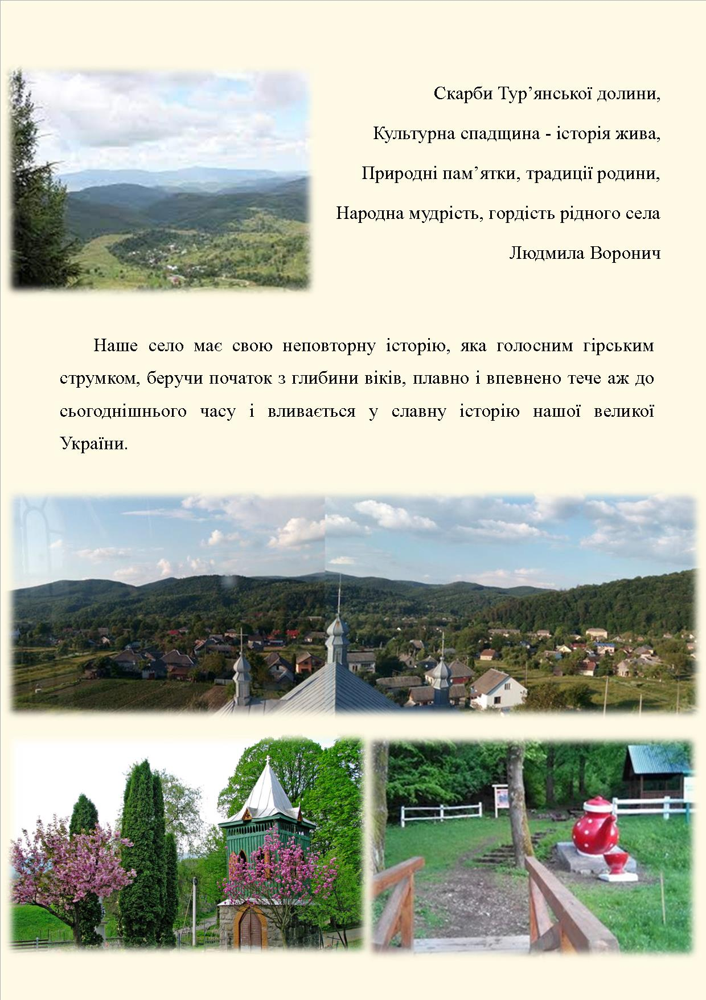 Скарби Тур’янської долини,
Культурна спадщина - історія жива,
Природні пам’ятки, традиції родини,
Народна мудрість, гордість рідного села
Людмила Воронич
Наше село має свою неповторну історію, яка голосним гірським
струмком, беручи початок з глибини віків, плавно і впевнено тече аж до
сьогоднішнього часу і вливається у славну історію нашої великої
України.